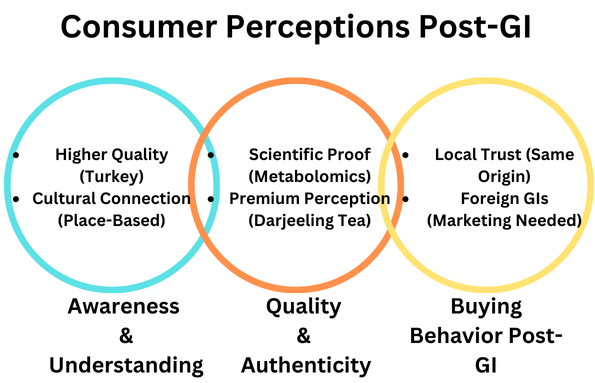 Consumer Perceptions Post-GI
• Higher Quality
(Turkey)
• Cultural Connection
(Place-Based)
• Scientific Proof
(Metabolomics)
• Premium Perception
(Darjeeling Tea)
• Local Trust (Same
Origin)
• Foreign GIs
(Marketing Needed)
Awareness
&
Understanding
Quality
&
Authenticity
Buying
Behavior Post-
GI